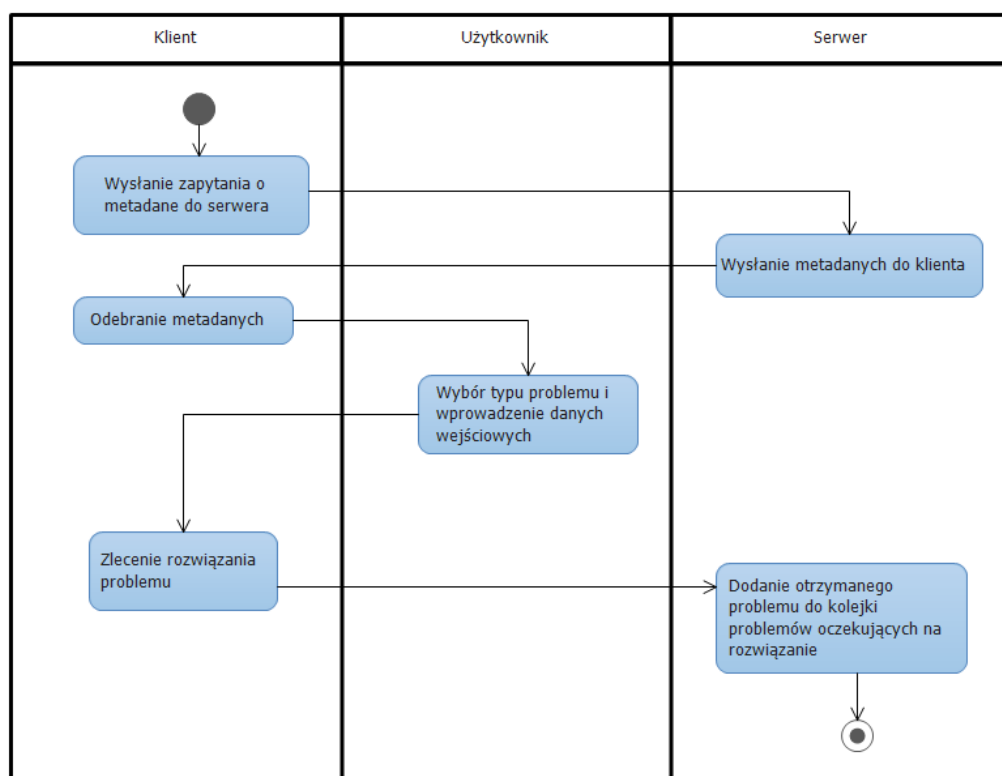 Klient
Użytkownik
Serwer
Wysłanie zapytania o
metadane do serwera
Wysłanie metadanych do klienta
Odebranie metadanych
Wybór typu problemu i
wprowadzenie danych
wejściowych
Zlecenie rozwiązania
problemu
Dodanie otrzymanego
problemu do kolejki
problemów oczekujących na
rozwiązanie